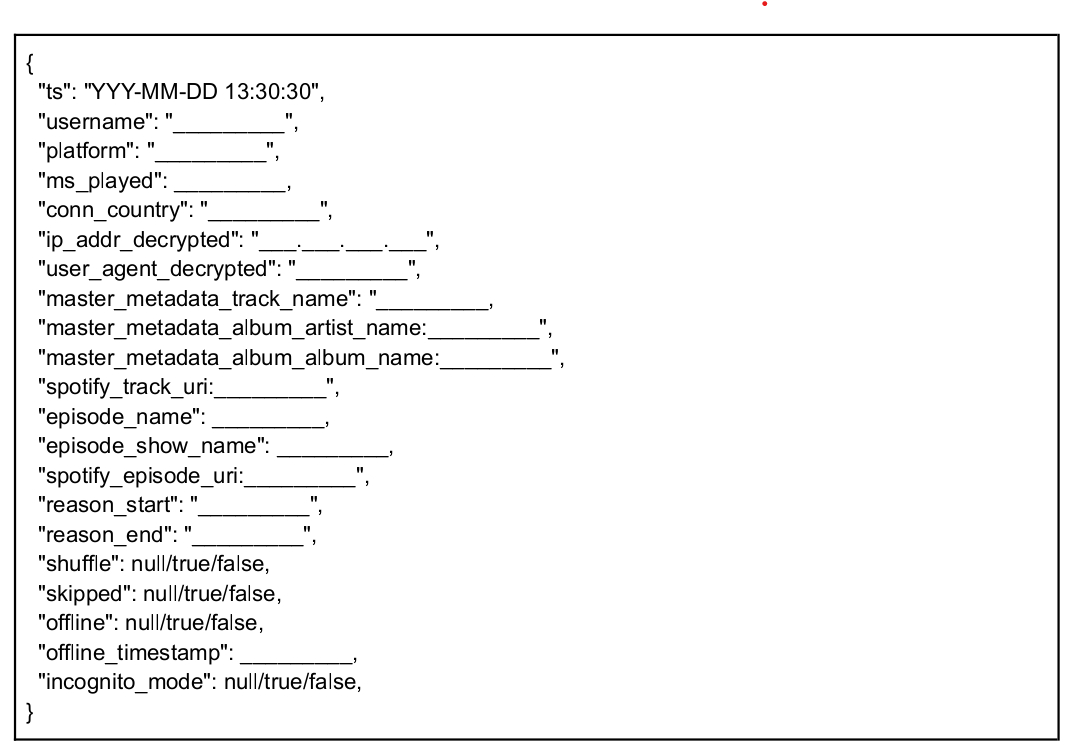 {
"ts": "YYY-MM-DD 13:30:30",
"username": "_________",
"platform": "_________",
"ms_played": _________,
"conn_country": "_________",
"ip_addr_decrypted": "___.___.___.___",
"user_agent_decrypted": "_________",
"master_metadata_track_name": "_________,
"master_metadata_album_artist_name:_________",
"master_metadata_album_album_name:_________",
"spotify_track_uri:_________",
"episode_name": _________,
"episode_show_name": _________,
"spotify_episode_uri:_________",
"reason_start": "_________",
"reason_end": "_________",
"shuffle": null/true/false,
"skipped": null/true/false,
"offline": null/true/false,
"offline_timestamp": _________,
"incognito_mode": null/true/false,
}